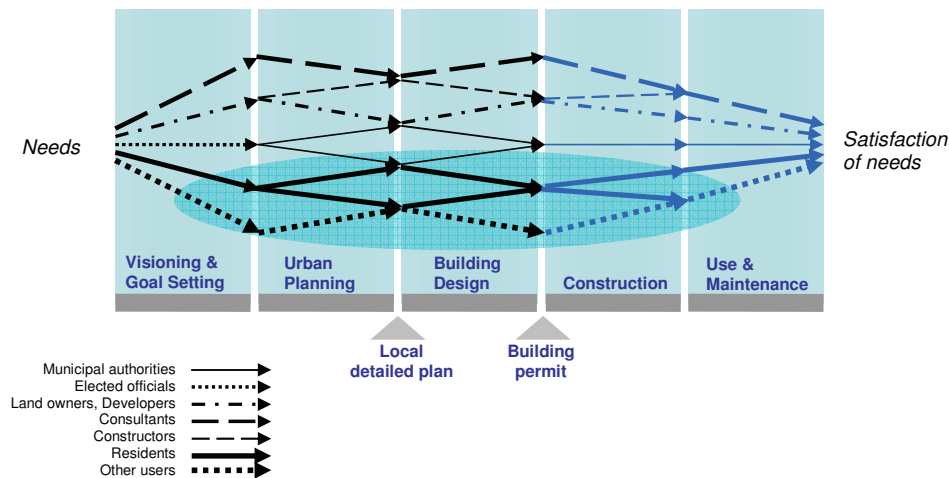 Needs
Satisfaction
of needs
Visioning &
Goal Setting
Urban
Planning
Building
Design
Construction
Use &
Maintenance
Local
detailed plan
Building
permit
Municipal authorities
Elected officials
Land owners, Developers
Consultants
Constructors
Residents
Other users